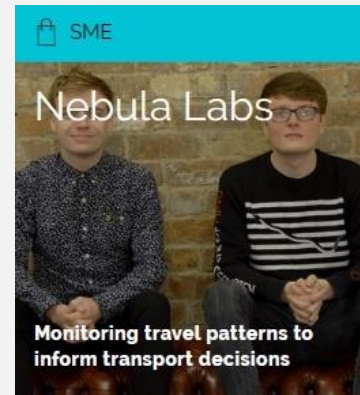 SME
Nebula Labs
Monitoring travel patterns to
inform transport decisions